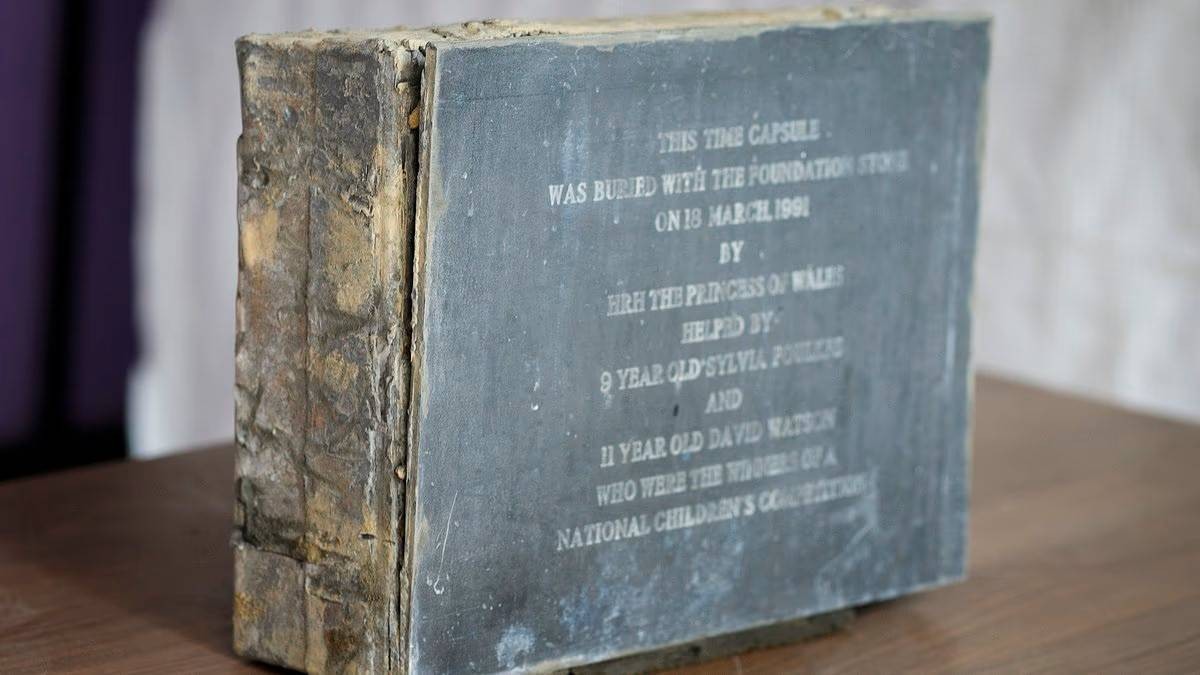 THIS TIME CAPSULE
WAS BURIED WITH THE FOUNDATION STONE
ON 18 MARCH 1991
BY
HRH THE PRINCESS OF WALES
HELPED BY
9 YEAR OLD SYLVIA FOULKES
AND
11 YEAR OLD DAVID WATSON
WHO WERE THE WINNERS OF A
NATIONAL CHILDREN'S COMPETITION